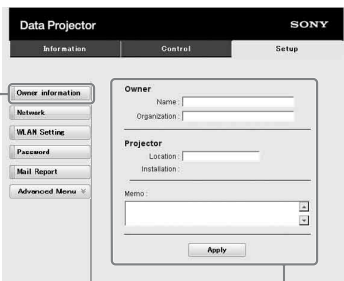 Data Projector
SONY
Information
Control
Setup
Owner information
Network
WLAN Setting
Password
Mail Report
Advanced Menu
Owner
Name:
Organization:
Projector
Location:
Installation:
Memo:
Apply